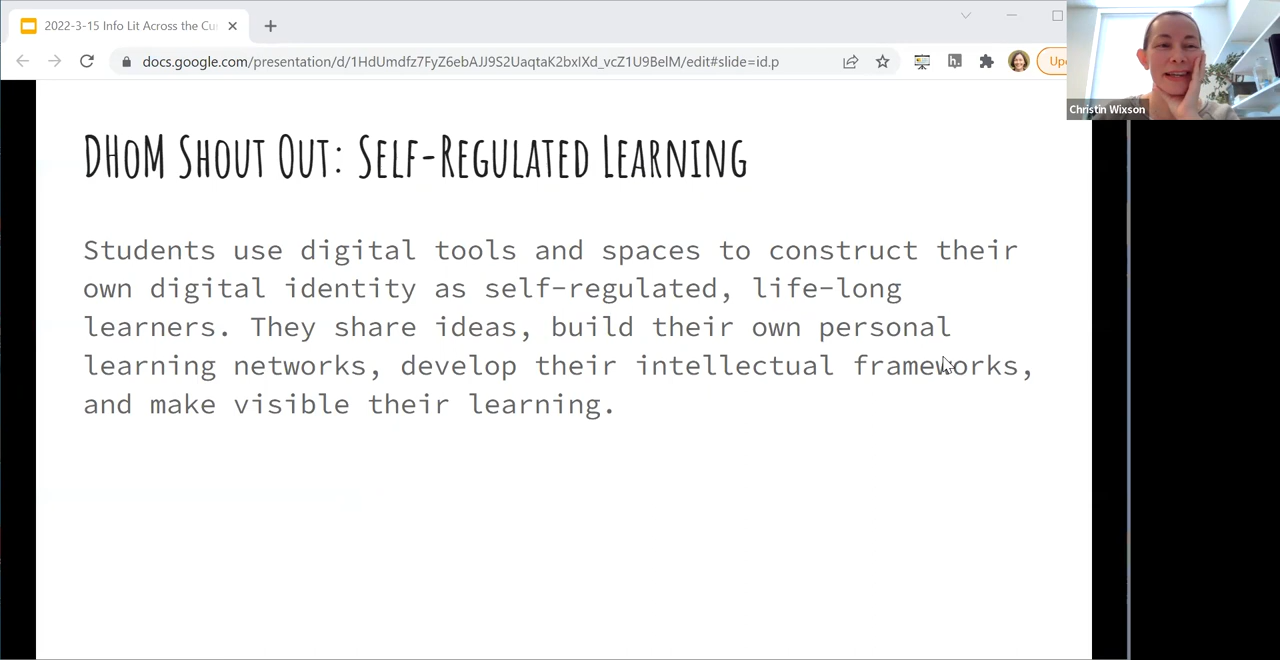 2022-3-15 Info Lit Across the Cu
docs.google.com/presentation/d/1HdUmdfz7FyZ6ebAJJ9S2UaqtaK2bxlXd_vcZ1U9BelM/edit#slide=id.p
Christin Wixson
DHoM Shout Out: Self-Regulated Learning
Students use digital tools and spaces to construct their
own digital identity as self-regulated, life-long
learners. They share ideas, build their own personal
learning networks, develop their intellectual frameworks,
and make visible their learning.